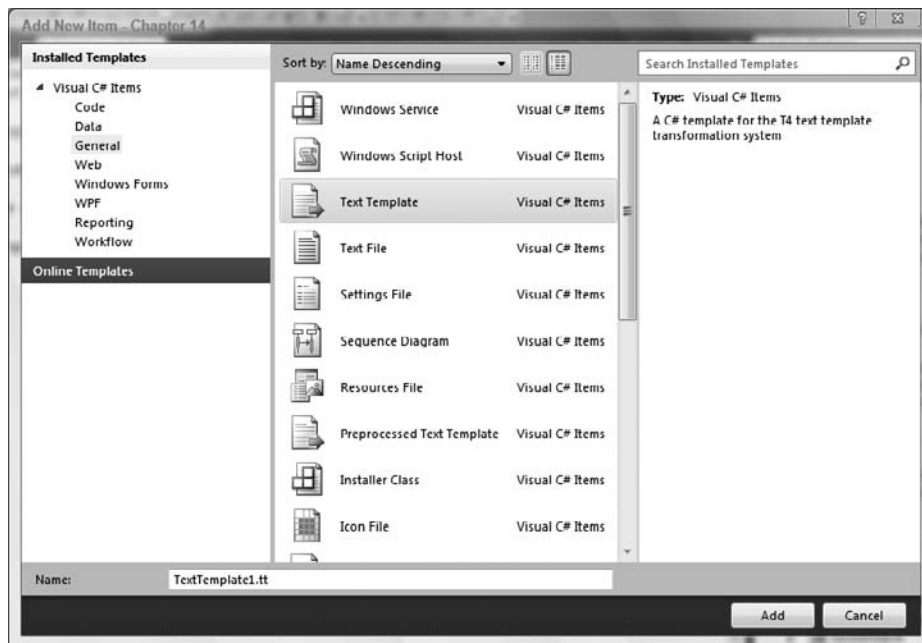 Add New Item - Chapter 14
Installed Templates
Visual C# Items
Code
Data
General
Web
Windows Forms
WPF
Reporting
Workflow
Online Templates
Sort by: Name Descending
Windows Service Visual C# Items
Windows Script Host Visual C# Items
Text Template Visual C# Items
Text File Visual C# Items
Settings File Visual C# Items
Sequence Diagram Visual C# Items
Resources File Visual C# Items
Preprocessed Text Template Visual C# Items
Installer Class Visual C# Items
Icon File Visual C# Items
Search Installed Templates
Type: Visual C# Items
A C# template for the T4 text template
transformation system
Name: TextTemplate1.tt
Add Cancel